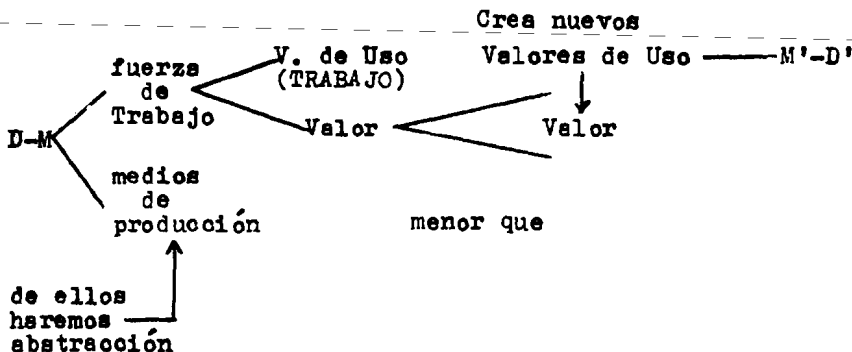 Crea nuevos
V. de Uso Valores de Uso M'-D'
(TRABAJO)
fuerza
de
Trabajo
Valor Valor
D-M
medios
de
producción
menor que
de ellos
haremos
abstracción